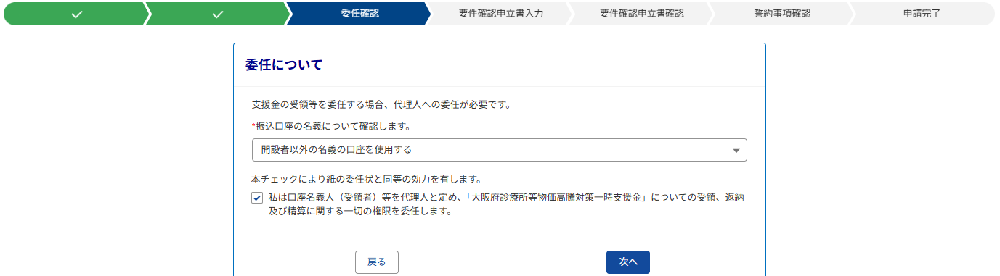 委任確認
要件確認申立書入力
要件確認申立書確認
誓約事項確認
申請完了
委任について
支援金の受領等を委任する場合、代理人への委任が必要です。
*振込口座の名義について確認します。
開設者以外の名義の口座を使用する
本チェックにより紙の委任状と同等の効力を有します。
私は口座名義人（受領者）等を代理人と定め、「大阪府診療所等物価高騰対策一時支援金」についての受領、返納
及び精算に関する一切の権限を委任します。
戻る
次へ